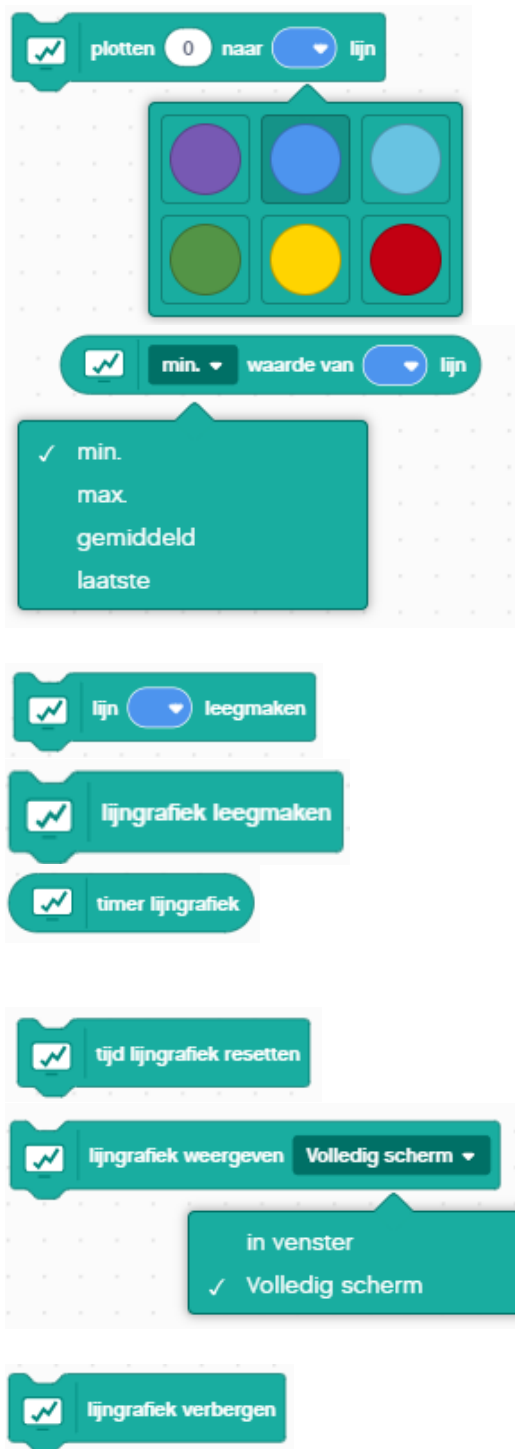 plotten 0 naar lijn
min. waarde van lijn
✓ min.
max.
gemiddeld
laatste
lijn leegmaken
lijngrafiek leegmaken
timer lijngrafiek
tijd lijngrafiek resetten
lijngrafiek weergeven Volledig scherm
in venster
✓ Volledig scherm
lijngrafiek verbergen